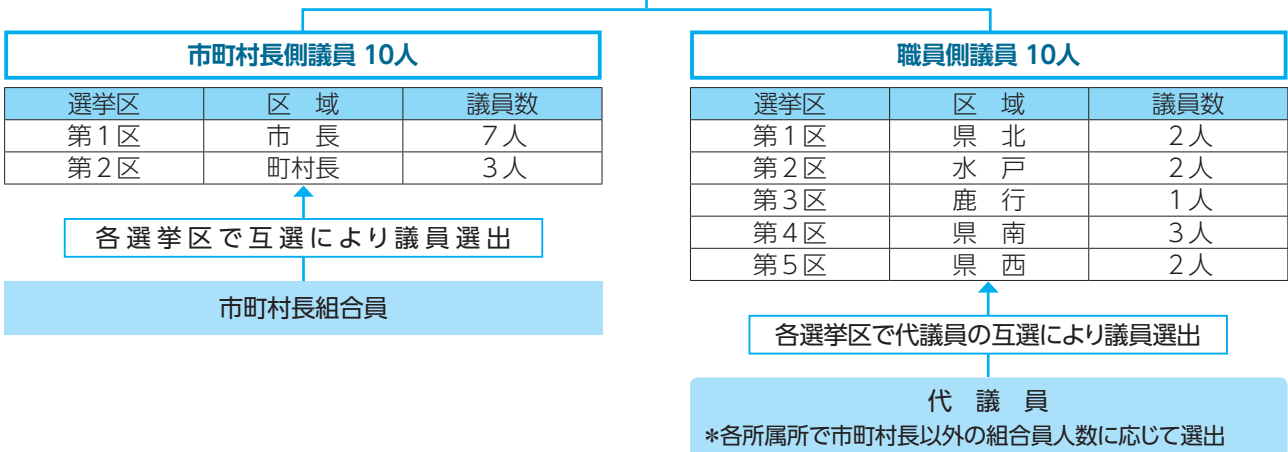 市町村長側議員 10人
選挙区 区 域 議員数
第1区 市 長 7人
第2区 町村長 3人
各選挙区で互選により議員選出
市町村長組合員
職員側議員 10人
選挙区 区 域 議員数
第1区 県 北 2人
第2区 水 戸 2人
第3区 鹿 行 1人
第4区 県 南 3人
第5区 県 西 2人
各選挙区で代議員の互選により議員選出
代 議 員
*各所属所で市町村長以外の組合員人数に応じて選出